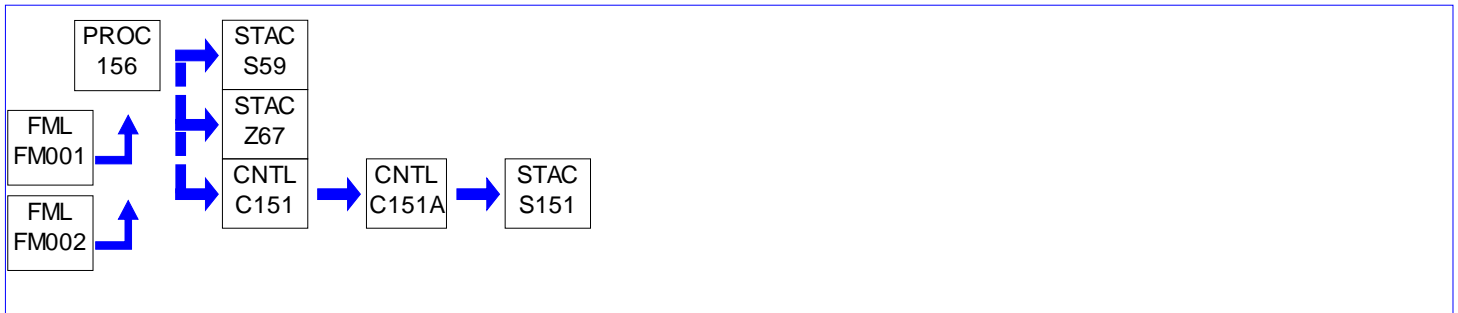 PROC
156
STAC
S59
STAC
Z67
FML
FM001
CNTL
C151
CNTL
C151A
STAC
S151
FML
FM002